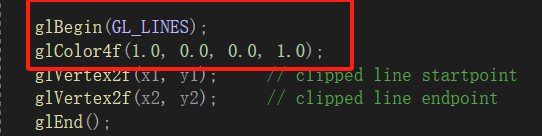 glBegin(GL_LINES);
glColor4f(1.0, 0.0, 0.0, 1.0);
glVertex2f(x1, y1);     // clipped line startpoint
glVertex2f(x2, y2);     // clipped line endpoint
glEnd();